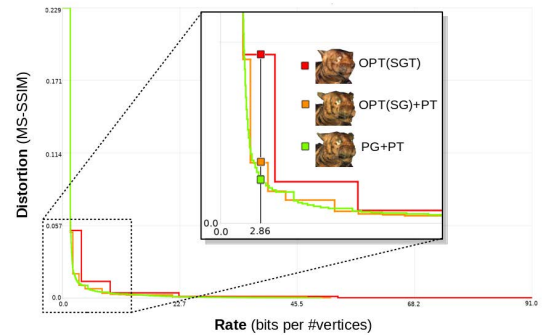 0.229
0.171
0.114
0.057
0.0
Distortion (MS-SSIM)
OPT(SGT)
OPT(SG)+PT
PG+PT
0.0
0.0
2.86
0.0
22.7
45.5
68.2
91.0
Rate (bits per #vertices)